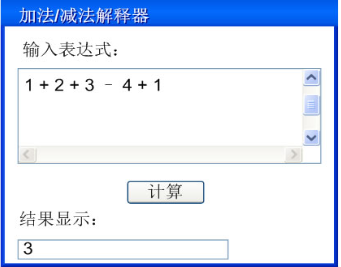 加法/减法解释器
输入表达式：
1 + 2 + 3 - 4 + 1
计算
结果显示：
3